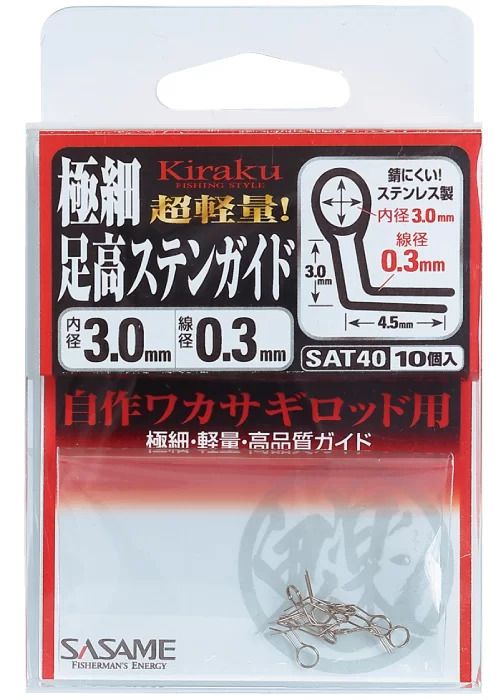 Kiraku
FISHING STYLE
極細 超軽量!
足高ステンガイド
内径3.0mm 線径0.3mm
錆にくい!
ステンレス製
内径3.0mm
線径
0.3mm
3.0mm
4.5mm
SAT40 10個入
自作ワカサギロッド用
極細・軽量・高品質ガイド
SASAME
FISHERMAN'S ENERGY